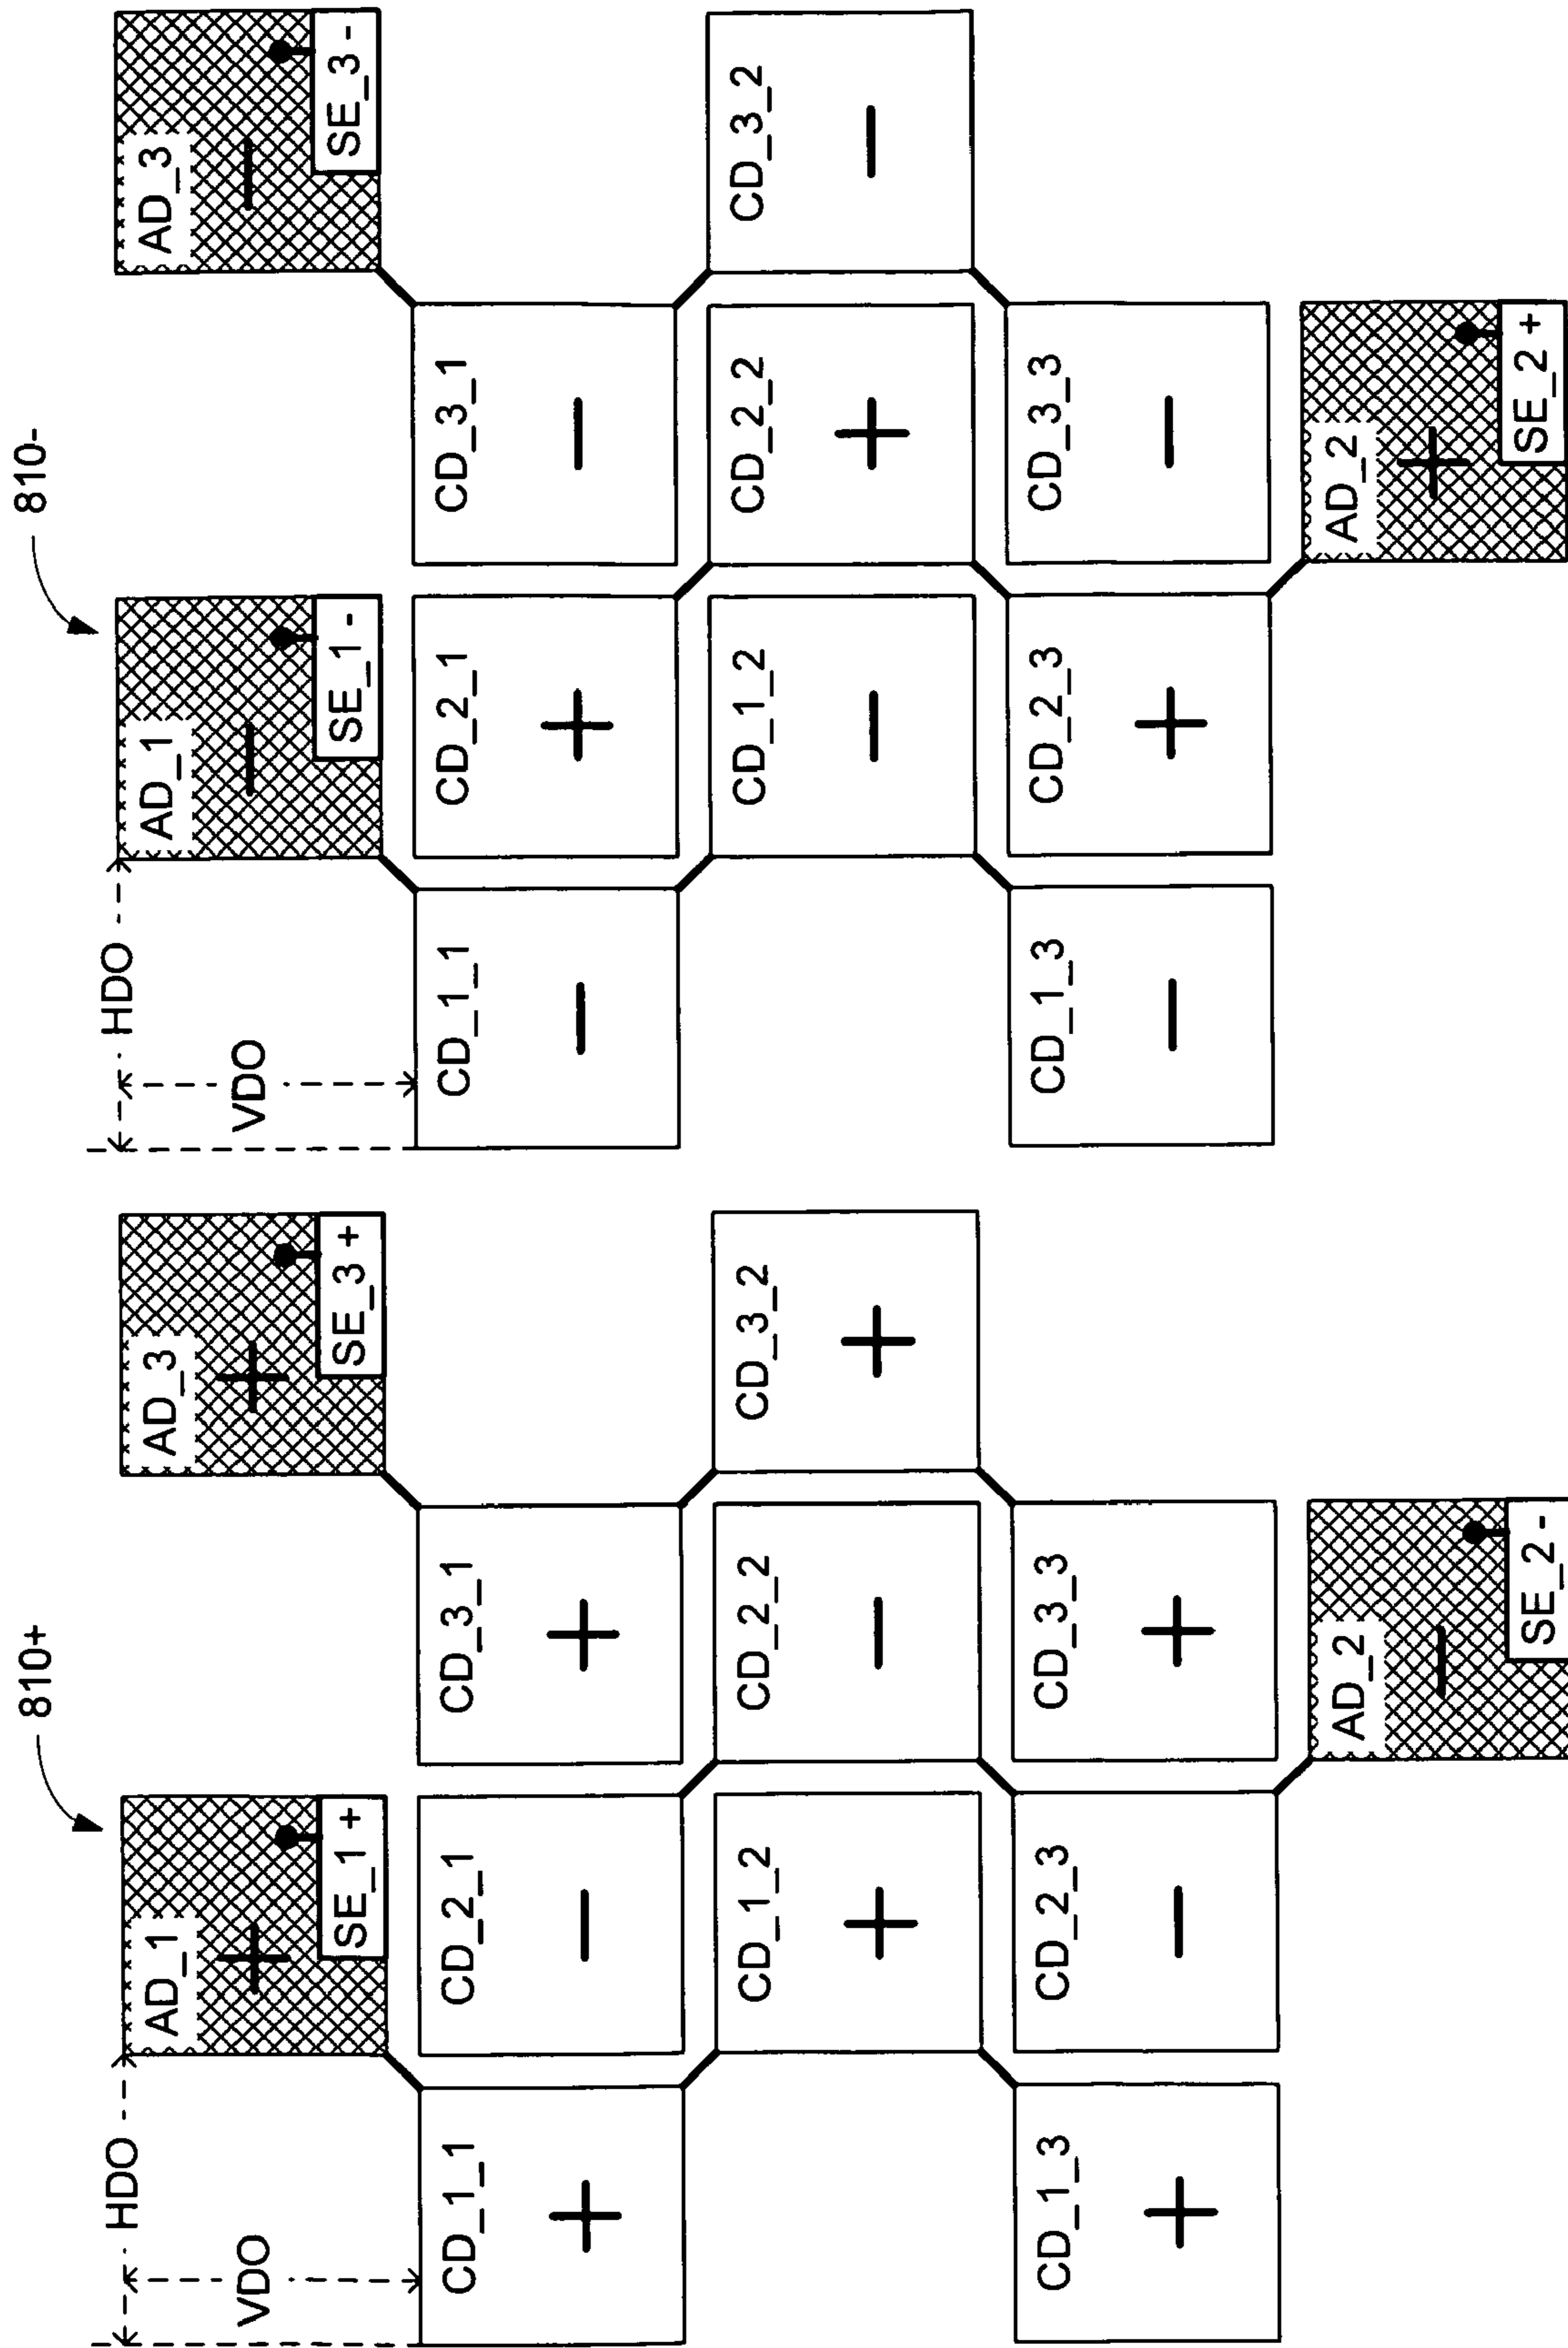 810+
HDO
VDO
AD_1
+
SE_1 +
AD_3
+
SE_3 +
CD_1_1
+
CD_2_1
−
CD_3_1
+
CD_1_2
+
CD_2_2
−
CD_3_2
+
CD_1_3
+
CD_2_3
−
CD_3_3
+
AD_2
−
SE_2 -
810-
HDO
VDO
AD_1
−
SE_1 -
AD_3
−
SE_3 -
CD_1_1
−
CD_2_1
+
CD_3_1
−
CD_1_2
−
CD_2_2
+
CD_3_2
−
CD_1_3
−
CD_2_3
+
CD_3_3
−
AD_2
+
SE_2 +